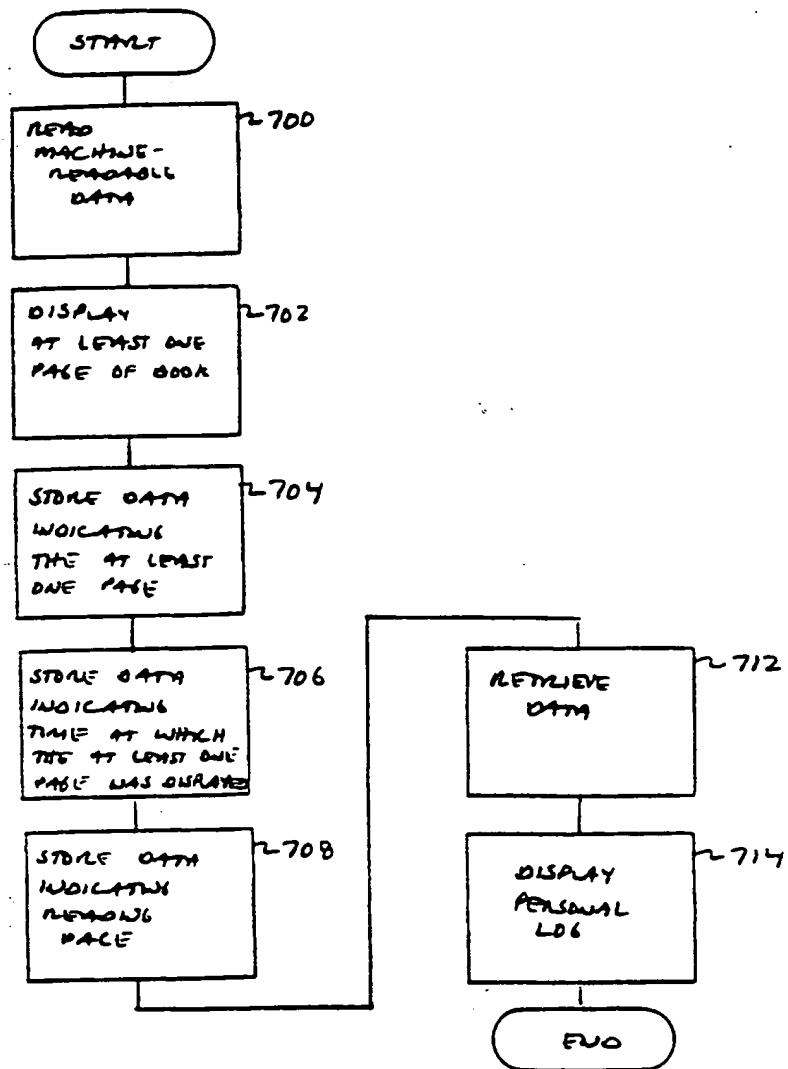 START
700
READ
MACHINE-
READABLE
DATA
702
DISPLAY
AT LEAST ONE
PAGE OF BOOK
704
STORE DATA
INDICATING
THE AT LEAST
ONE PAGE
706
STORE DATA
INDICATING
TIME AT WHICH
THE AT LEAST ONE
PAGE WAS DISPLAYED
708
STORE DATA
INDICATING
READING
PACE
712
RETRIEVE
DATA
714
DISPLAY
PERSONAL
LOG
END